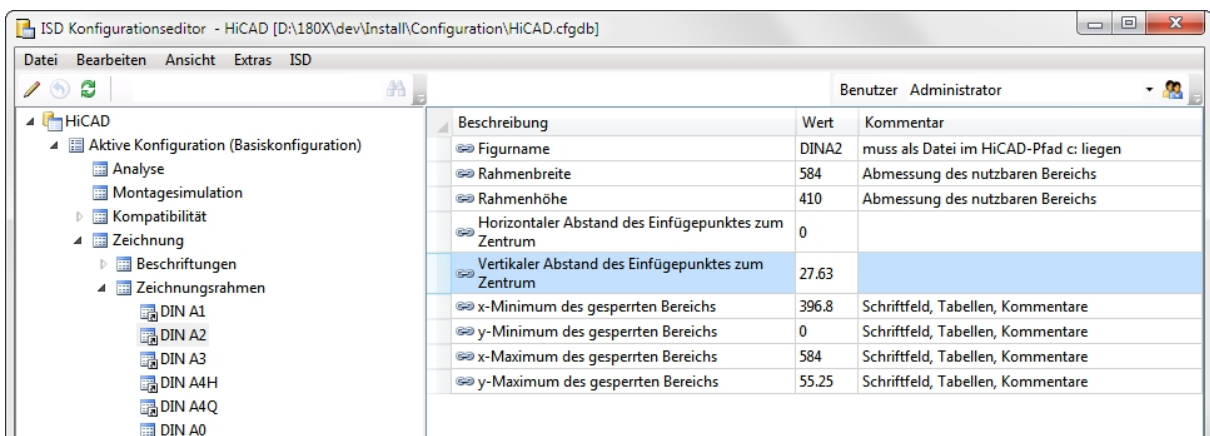 ISD Konfigurationseditor - HiCAD [D:\180X\dev\Install\Configuration\HiCAD.cfgdb]
Datei Bearbeiten Ansicht Extras ISD
Benutzer Administrator
HiCAD
Aktive Konfiguration (Basiskonfiguration)
Analyse
Montagesimulation
Kompatibilität
Zeichnung
Beschriftungen
Zeichnungsrahmen
DIN A1
DIN A2
DIN A3
DIN A4H
DIN A4Q
DIN A0
Beschreibung Wert Kommentar
Figurname DINA2 muss als Datei im HiCAD-Pfad c: liegen
Rahmenbreite 584 Abmessung des nutzbaren Bereichs
Rahmenhöhe 410 Abmessung des nutzbaren Bereichs
Horizontaler Abstand des Einfügepunktes zum
Zentrum 0
Vertikaler Abstand des Einfügepunktes zum
Zentrum 27.63
x-Minimum des gesperrten Bereichs 396.8 Schriftfeld, Tabellen, Kommentare
y-Minimum des gesperrten Bereichs 0 Schriftfeld, Tabellen, Kommentare
x-Maximum des gesperrten Bereichs 584 Schriftfeld, Tabellen, Kommentare
y-Maximum des gesperrten Bereichs 55.25 Schriftfeld, Tabellen, Kommentare